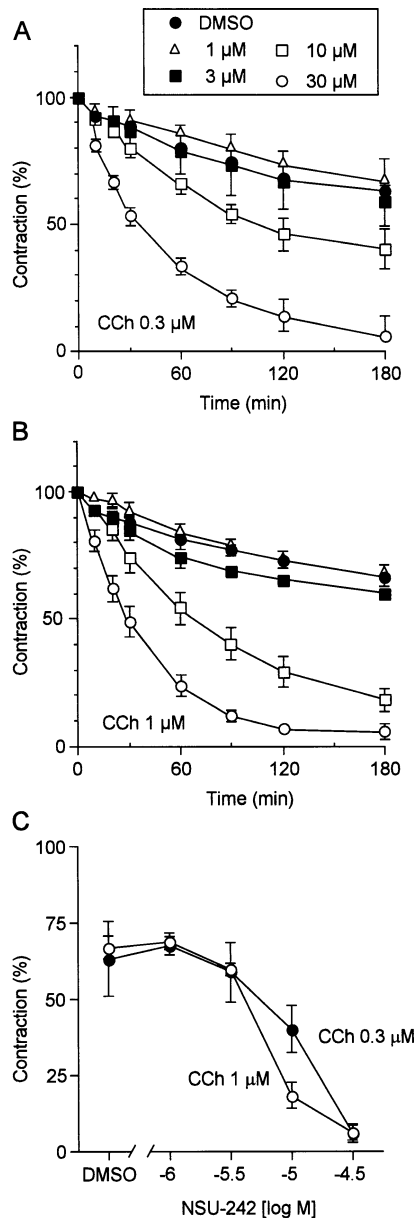 A
DMSO
1 μM
10 μM
3 μM
30 μM
100
50
0
Contraction (%)
CCh 0.3 μM
0
60
120
180
Time (min)
B
100
50
0
Contraction (%)
CCh 1 μM
0
60
120
180
Time (min)
C
100
75
50
25
0
Contraction (%)
CCh 0.3 μM
CCh 1 μM
DMSO
-6
-5.5
-5
-4.5
NSU-242 [log M]